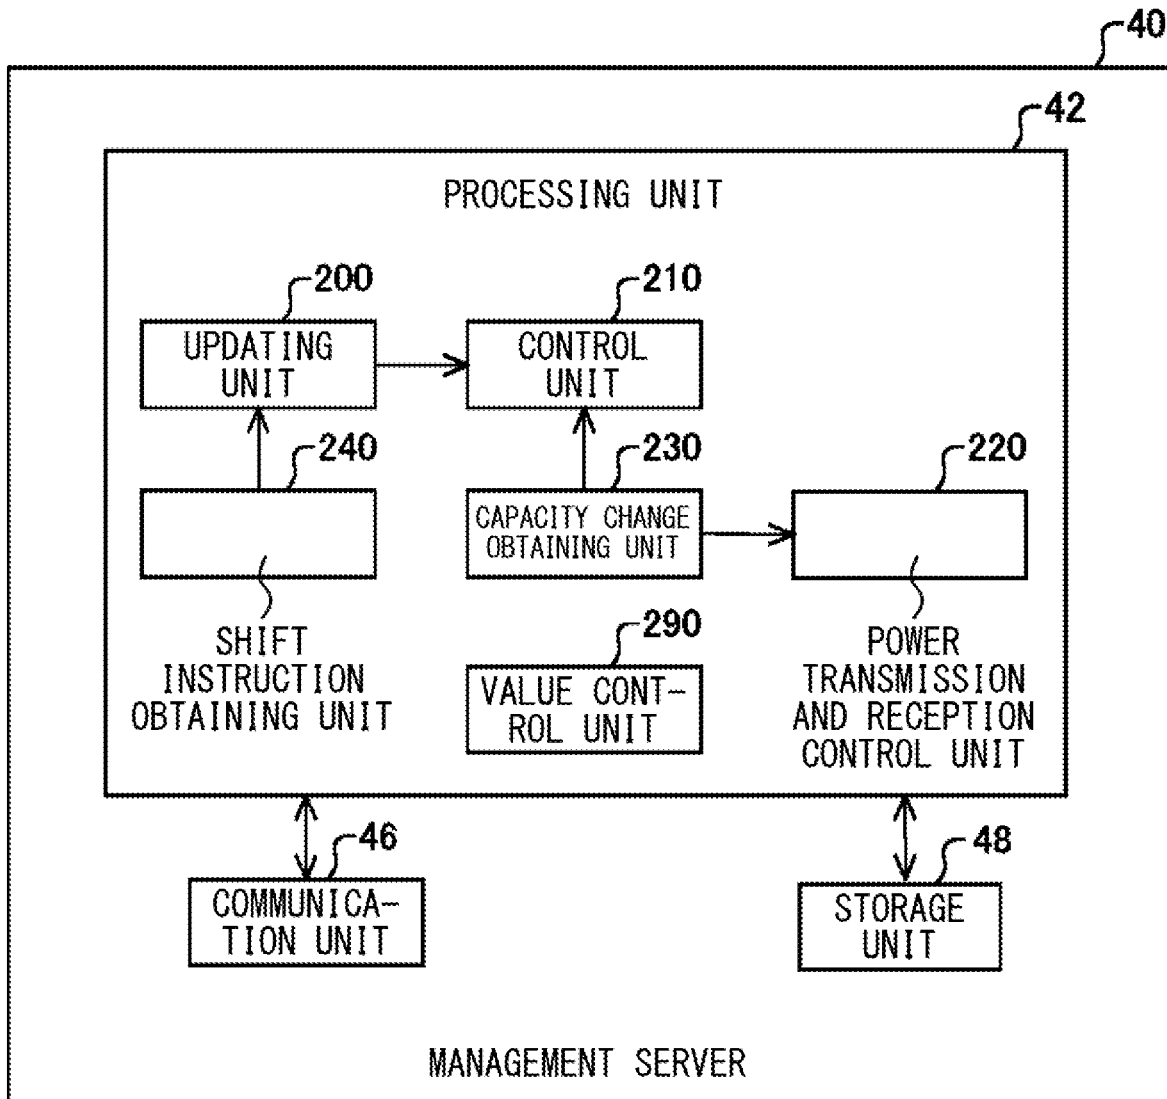 40
42
PROCESSING UNIT
200
210
UPDATING
UNIT
CONTROL
UNIT
240
230
220
CAPACITY CHANGE
OBTAINING UNIT
SHIFT
INSTRUCTION
OBTAINING UNIT
290
VALUE CONT-
ROL UNIT
POWER
TRANSMISSION
AND RECEPTION
CONTROL UNIT
46
COMMUNICA-
TION UNIT
48
STORAGE
UNIT
MANAGEMENT SERVER